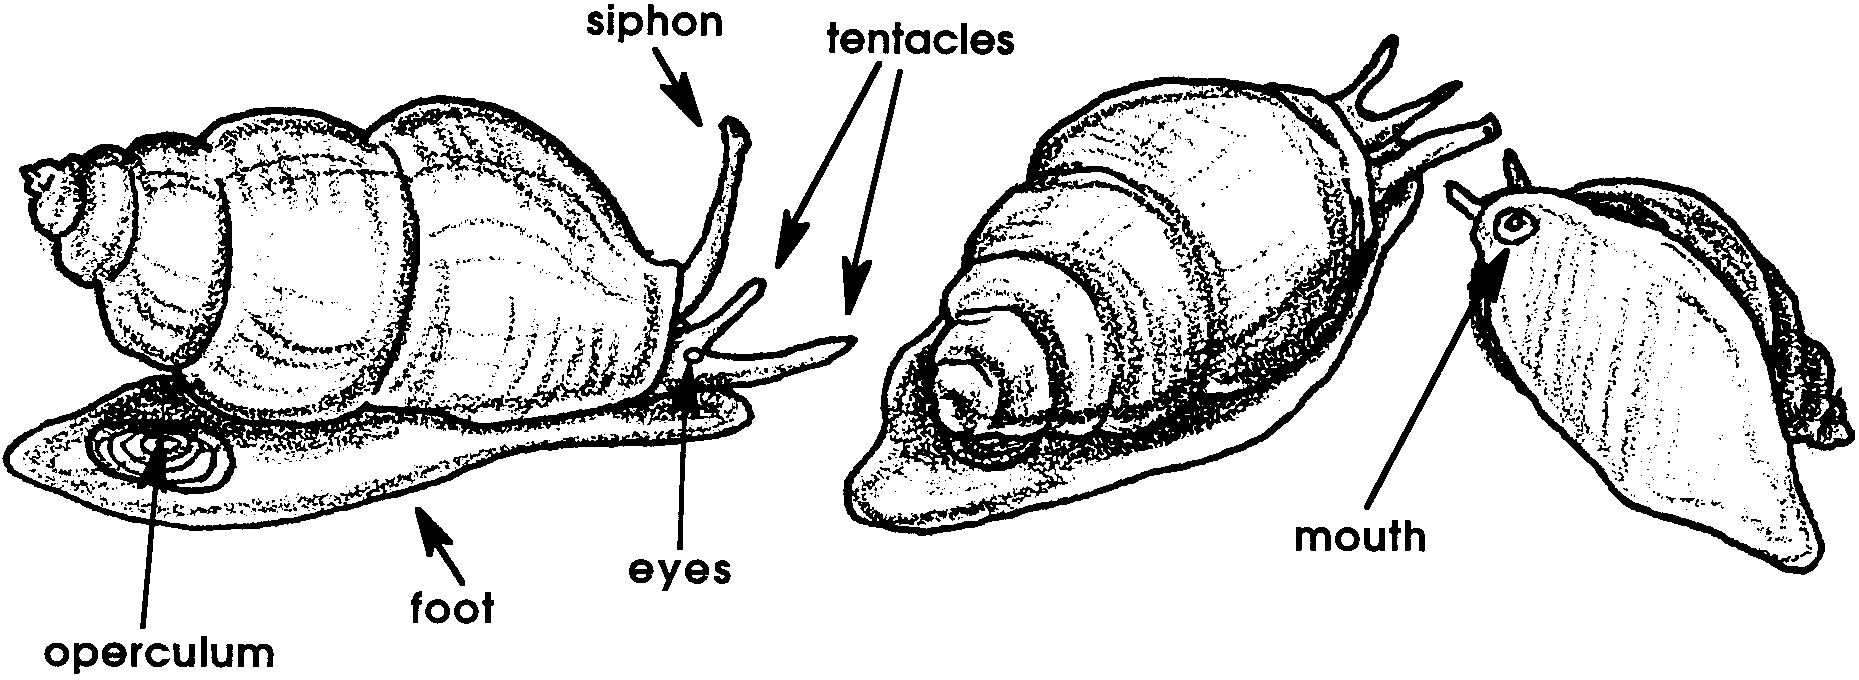 siphon
tentacles
mouth
eyes
foot
operculum